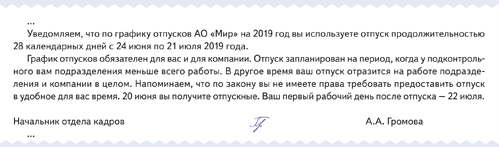 ...
Уведомляем, что по графику отпусков АО «Мир» на 2019 год вы используете отпуск продолжительностью
28 календарных дней с 24 июня по 21 июля 2019 года.
График отпусков обязателен для вас и для компании. Отпуск запланирован на период, когда у подконтроль-
ного вам подразделения меньше всего работы. В другое время ваш отпуск отразится на работе подразде-
ления и компании в целом. Напоминаем, что по закону вы не имеете права требовать предоставить отпуск
в удобное для вас время. 20 июня вы получите отпускные. Ваш первый рабочий день после отпуска — 22 июля.
Начальник отдела кадров А.А. Громова
...